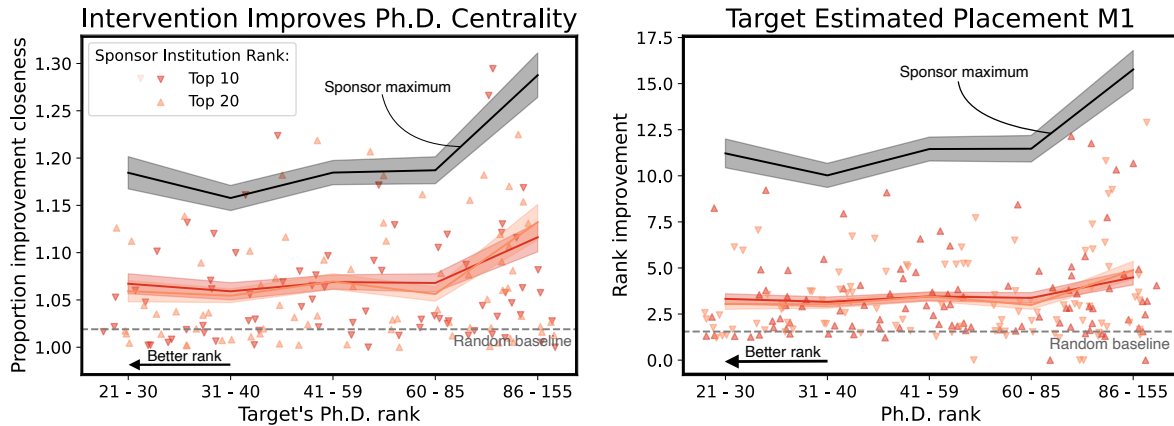 Intervention Improves Ph.D. Centrality
Proportion improvement closeness
1.30
1.25
1.20
1.15
1.10
1.05
1.00
Sponsor Institution Rank:
Top 10
Top 20
Sponsor maximum
Random baseline
Better rank
21 - 30
31 - 40
41 - 59
60 - 85
86 - 155
Target's Ph.D. rank
Target Estimated Placement M1
Rank improvement
17.5
15.0
12.5
10.0
7.5
5.0
2.5
0.0
Sponsor maximum
Random baseline
Better rank
21 - 30
31 - 40
41 - 59
60 - 85
86 - 155
Ph.D. rank